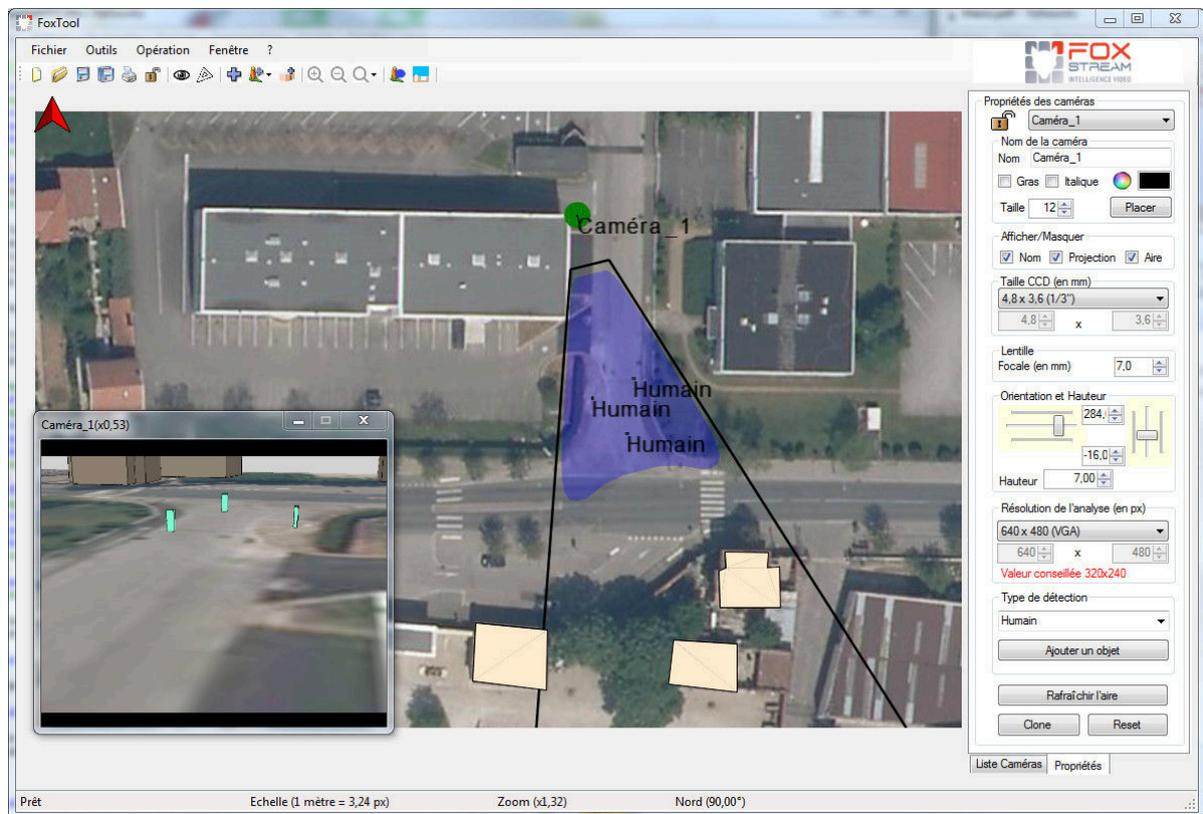 FoxTool
Fichier Outils Opération Fenêtre ?
FOX
STREAM
INTELLIGENCE VIDEO
Propriétés des caméras
Caméra_1
Nom de la caméra
Nom Caméra_1
Gras Italique
Taille 12 Placer
Afficher/Masquer
Nom Projection Aire
Taille CCD (en mm)
4,8 x 3,6 (1/3")
4,8 x 3,6
Lentille
Focale (en mm) 7,0
Orientation et Hauteur
284,
-16,0
Hauteur 7,00
Résolution de l'analyse (en px)
640 x 480 (VGA)
640 x 480
Valeur conseillée 320x240
Type de détection
Humain
Ajouter un objet
Rafraîchir l'aire
Clone Reset
Liste Caméras Propriétés
Caméra_1
Humain
Humain
Humain
Caméra_1(x0,53)
Prêt Echelle (1 mètre = 3,24 px) Zoom (x1,32) Nord (90,00°)